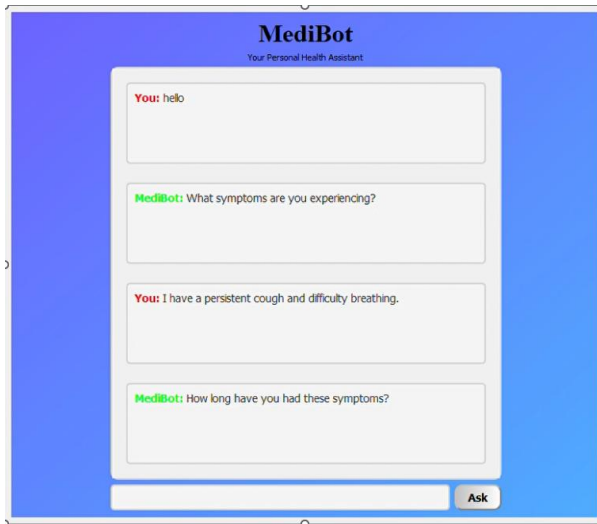 MediBot
Your Personal Health Assistant
You: hello
MediBot: What symptoms are you experiencing?
You: I have a persistent cough and difficulty breathing.
MediBot: How long have you had these symptoms?
Ask